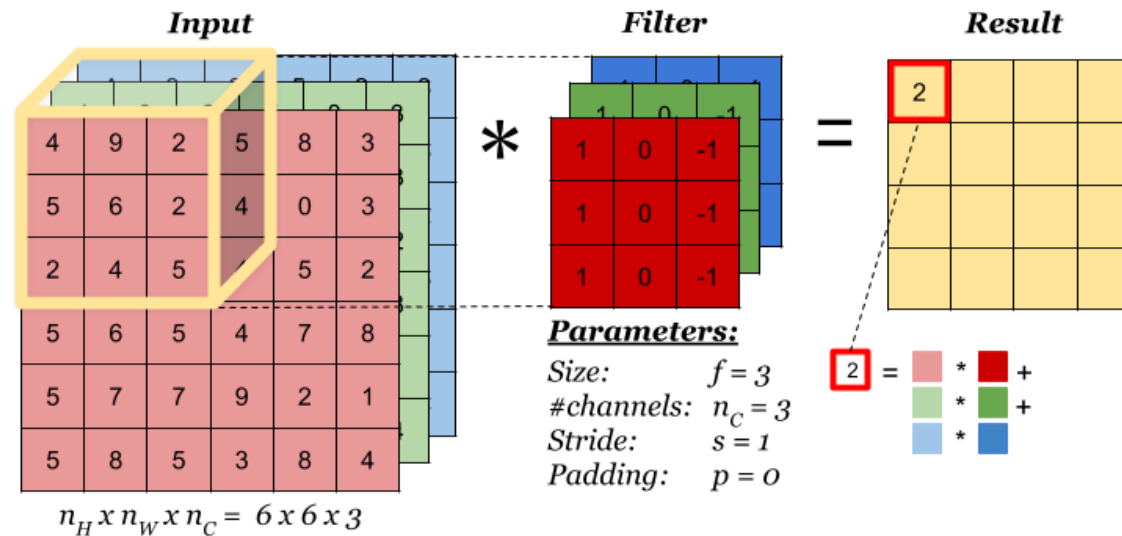 Input Filter Result
4 9 2 5 8 3
5 6 2 4 0 3
2 4 5 5 2
5 6 5 4 7 8
5 7 7 9 2 1
5 8 5 3 8 4
n_H x n_W x n_C = 6 x 6 x 3
*
1 0 -1
1 0 -1
1 0 -1
1 0 -1
=
2
Parameters:
Size: f = 3
#channels: n_C = 3
Stride: s = 1
Padding: p = 0
2 = * +
* +
*